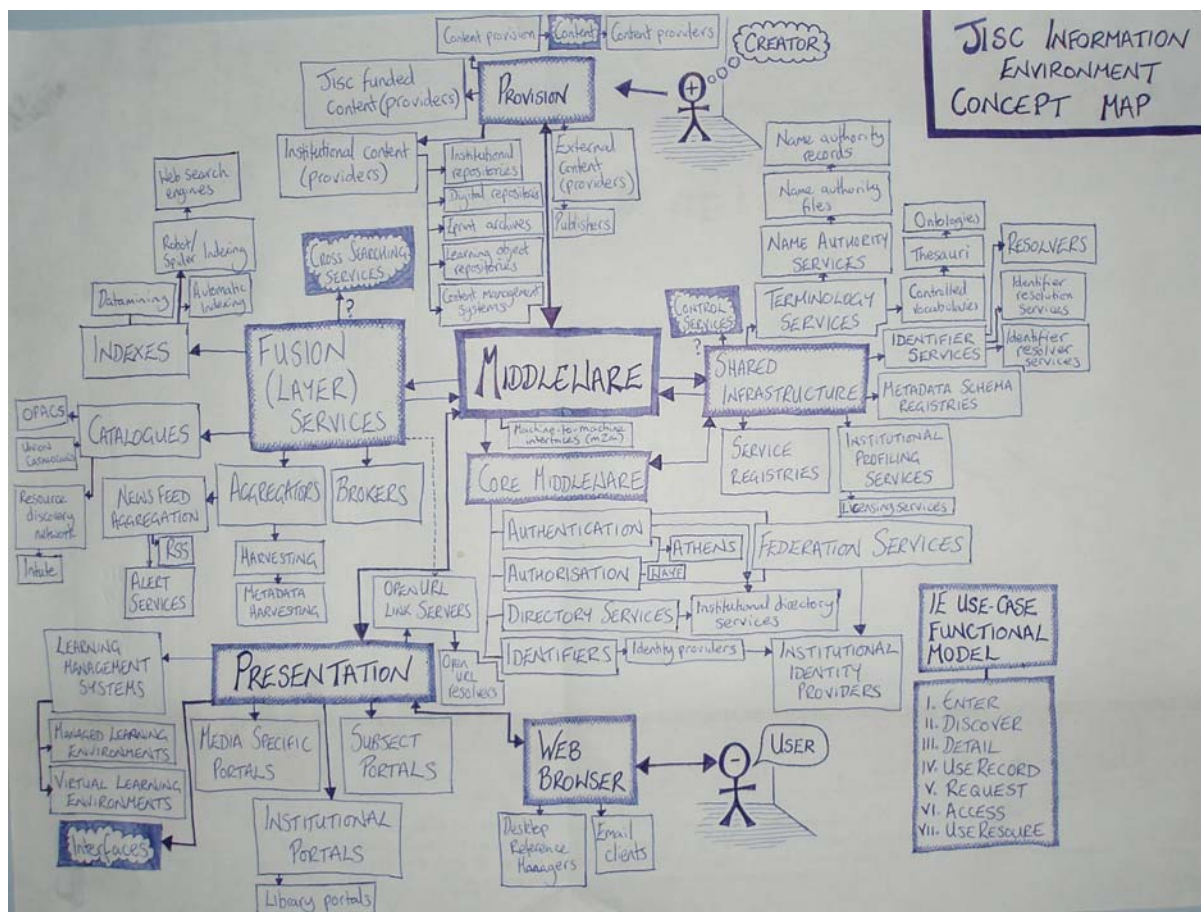 JISC INFORMATION
ENVIRONMENT
CONCEPT MAP
Content provision
Content
Content providers
CREATOR
Jisc funded
Content (providers)
PROVISION
Institutional content
(providers)
Institutional
repositories
Digital repositories
Eprint archives
Learning object
repositories
Content management
systems
External
Content
(providers)
Publishers
Name authority
records
Name authority
files
NAME AUTHORITY
SERVICES
TERMINOLOGY
SERVICES
Ontologies
Thesauri
Controlled
vocabularies
RESOLVERS
Identifier
resolution services
Identifier
resolver
services
IDENTIFIER
SERVICES
METADATA SCHEMA
REGISTRIES
Web search
engines
Robot/
Spider Indexing
Automatic
indexing
Datamining
INDEXES
CROSS SEARCHING
SERVICES
?
FUSION
(LAYER)
SERVICES
MIDDLEWARE
CONTROL
SERVICES
?
SHARED
INFRASTRUCTURE
Machine-to-machine
interfaces (m2m)
OPACS
UNION
CATALOGUES
CATALOGUES
Resource
discovery
network
Intute
NEWS FEED
AGGREGATION
RSS
ALERT
SERVICES
AGGREGATORS
BROKERS
HARVESTING
METADATA
HARVESTING
CORE MIDDLEWARE
SERVICE
REGISTRIES
INSTITUTIONAL
PROFILING
SERVICES
Licensing services
AUTHENTICATION
ATHENS
FEDERATION SERVICES
AUTHORISATION
WAYF
DIRECTORY SERVICES
Institutional directory
services
IDENTIFIERS
Identity providers
INSTITUTIONAL
IDENTITY
PROVIDERS
OPEN URL
LINK SERVERS
Open
URL
resolvers
LEARNING
MANAGEMENT
SYSTEMS
PRESENTATION
MANAGED LEARNING
ENVIRONMENTS
VIRTUAL LEARNING
ENVIRONMENTS
Interfaces
MEDIA SPECIFIC
PORTALS
SUBJECT
PORTALS
INSTITUTIONAL
PORTALS
Library portals
WEB
BROWSER
USER
Desktop
Reference
Managers
Email
clients
IE USE-CASE
FUNCTIONAL
MODEL
I. ENTER
II. DISCOVER
III. DETAIL
IV. USE RECORD
V. REQUEST
VI. ACCESS
VII. USE RESOURE